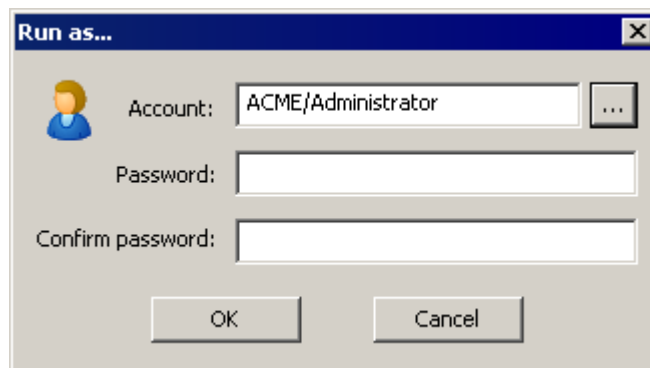 Run as...
Account: ACME/Administrator ...
Password:
Confirm password:
OK Cancel